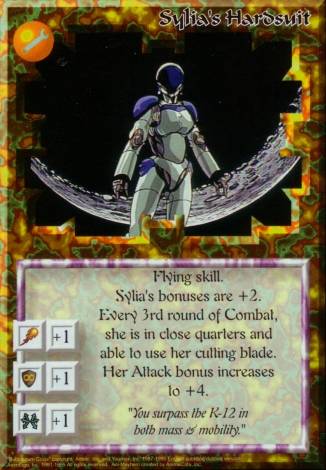 Sylia's Hardsuit
Flying skill.
Sylia's bonuses are +2.
Every 3rd round of Combat,
she is in close quarters and
able to use her culling blade.
Her Attack bonus increases
to +4.
+1
+1
+1
"You surpass the K-12 in
both mass & mobility."